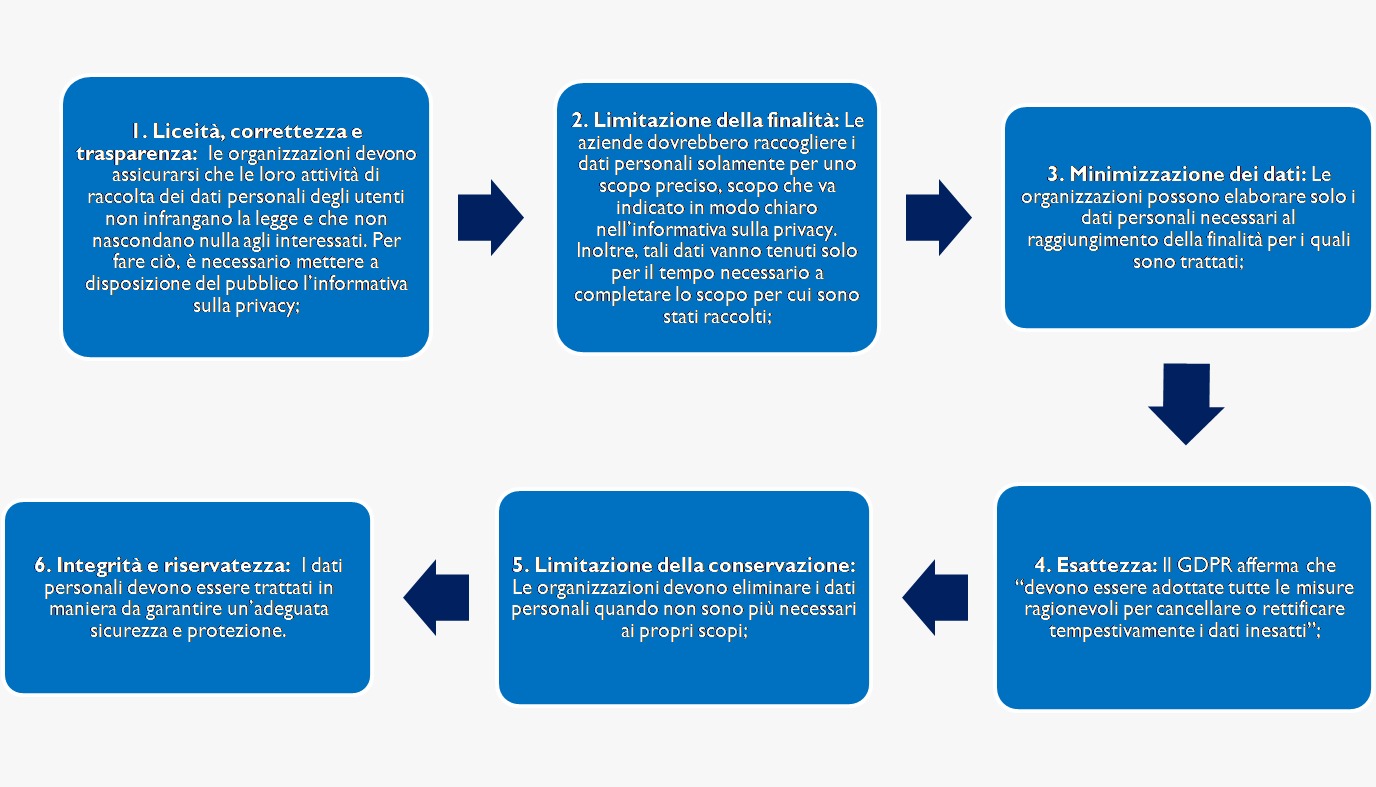 1. Liceità, correttezza e
trasparenza: le organizzazioni devono
assicurarsi che le loro attività di
raccolta dei dati personali degli utenti
non infrangano la legge e che non
nascondano nulla agli interessati. Per
fare ciò, è necessario mettere a
disposizione del pubblico l'informativa
sulla privacy;
2. Limitazione della finalità: Le
aziende dovrebbero raccogliere i
dati personali solamente per uno
scopo preciso, scopo che va
indicato in modo chiaro
nell'informativa sulla privacy.
Inoltre, tali dati vanno tenuti solo
per il tempo necessario a
completare lo scopo per cui sono
stati raccolti;
3. Minimizzazione dei dati: Le
organizzazioni possono elaborare solo i
dati personali necessari al
raggiungimento della finalità per i quali
sono trattati;
4. Esattezza: Il GDPR afferma che
“devono essere adottate tutte le misure
ragionevoli per cancellare o rettificare
tempestivamente i dati inesatti”;
5. Limitazione della conservazione:
Le organizzazioni devono eliminare i dati
personali quando non sono più necessari
ai propri scopi;
6. Integrità e riservatezza: I dati
personali devono essere trattati in
maniera da garantire un'adeguata
sicurezza e protezione.